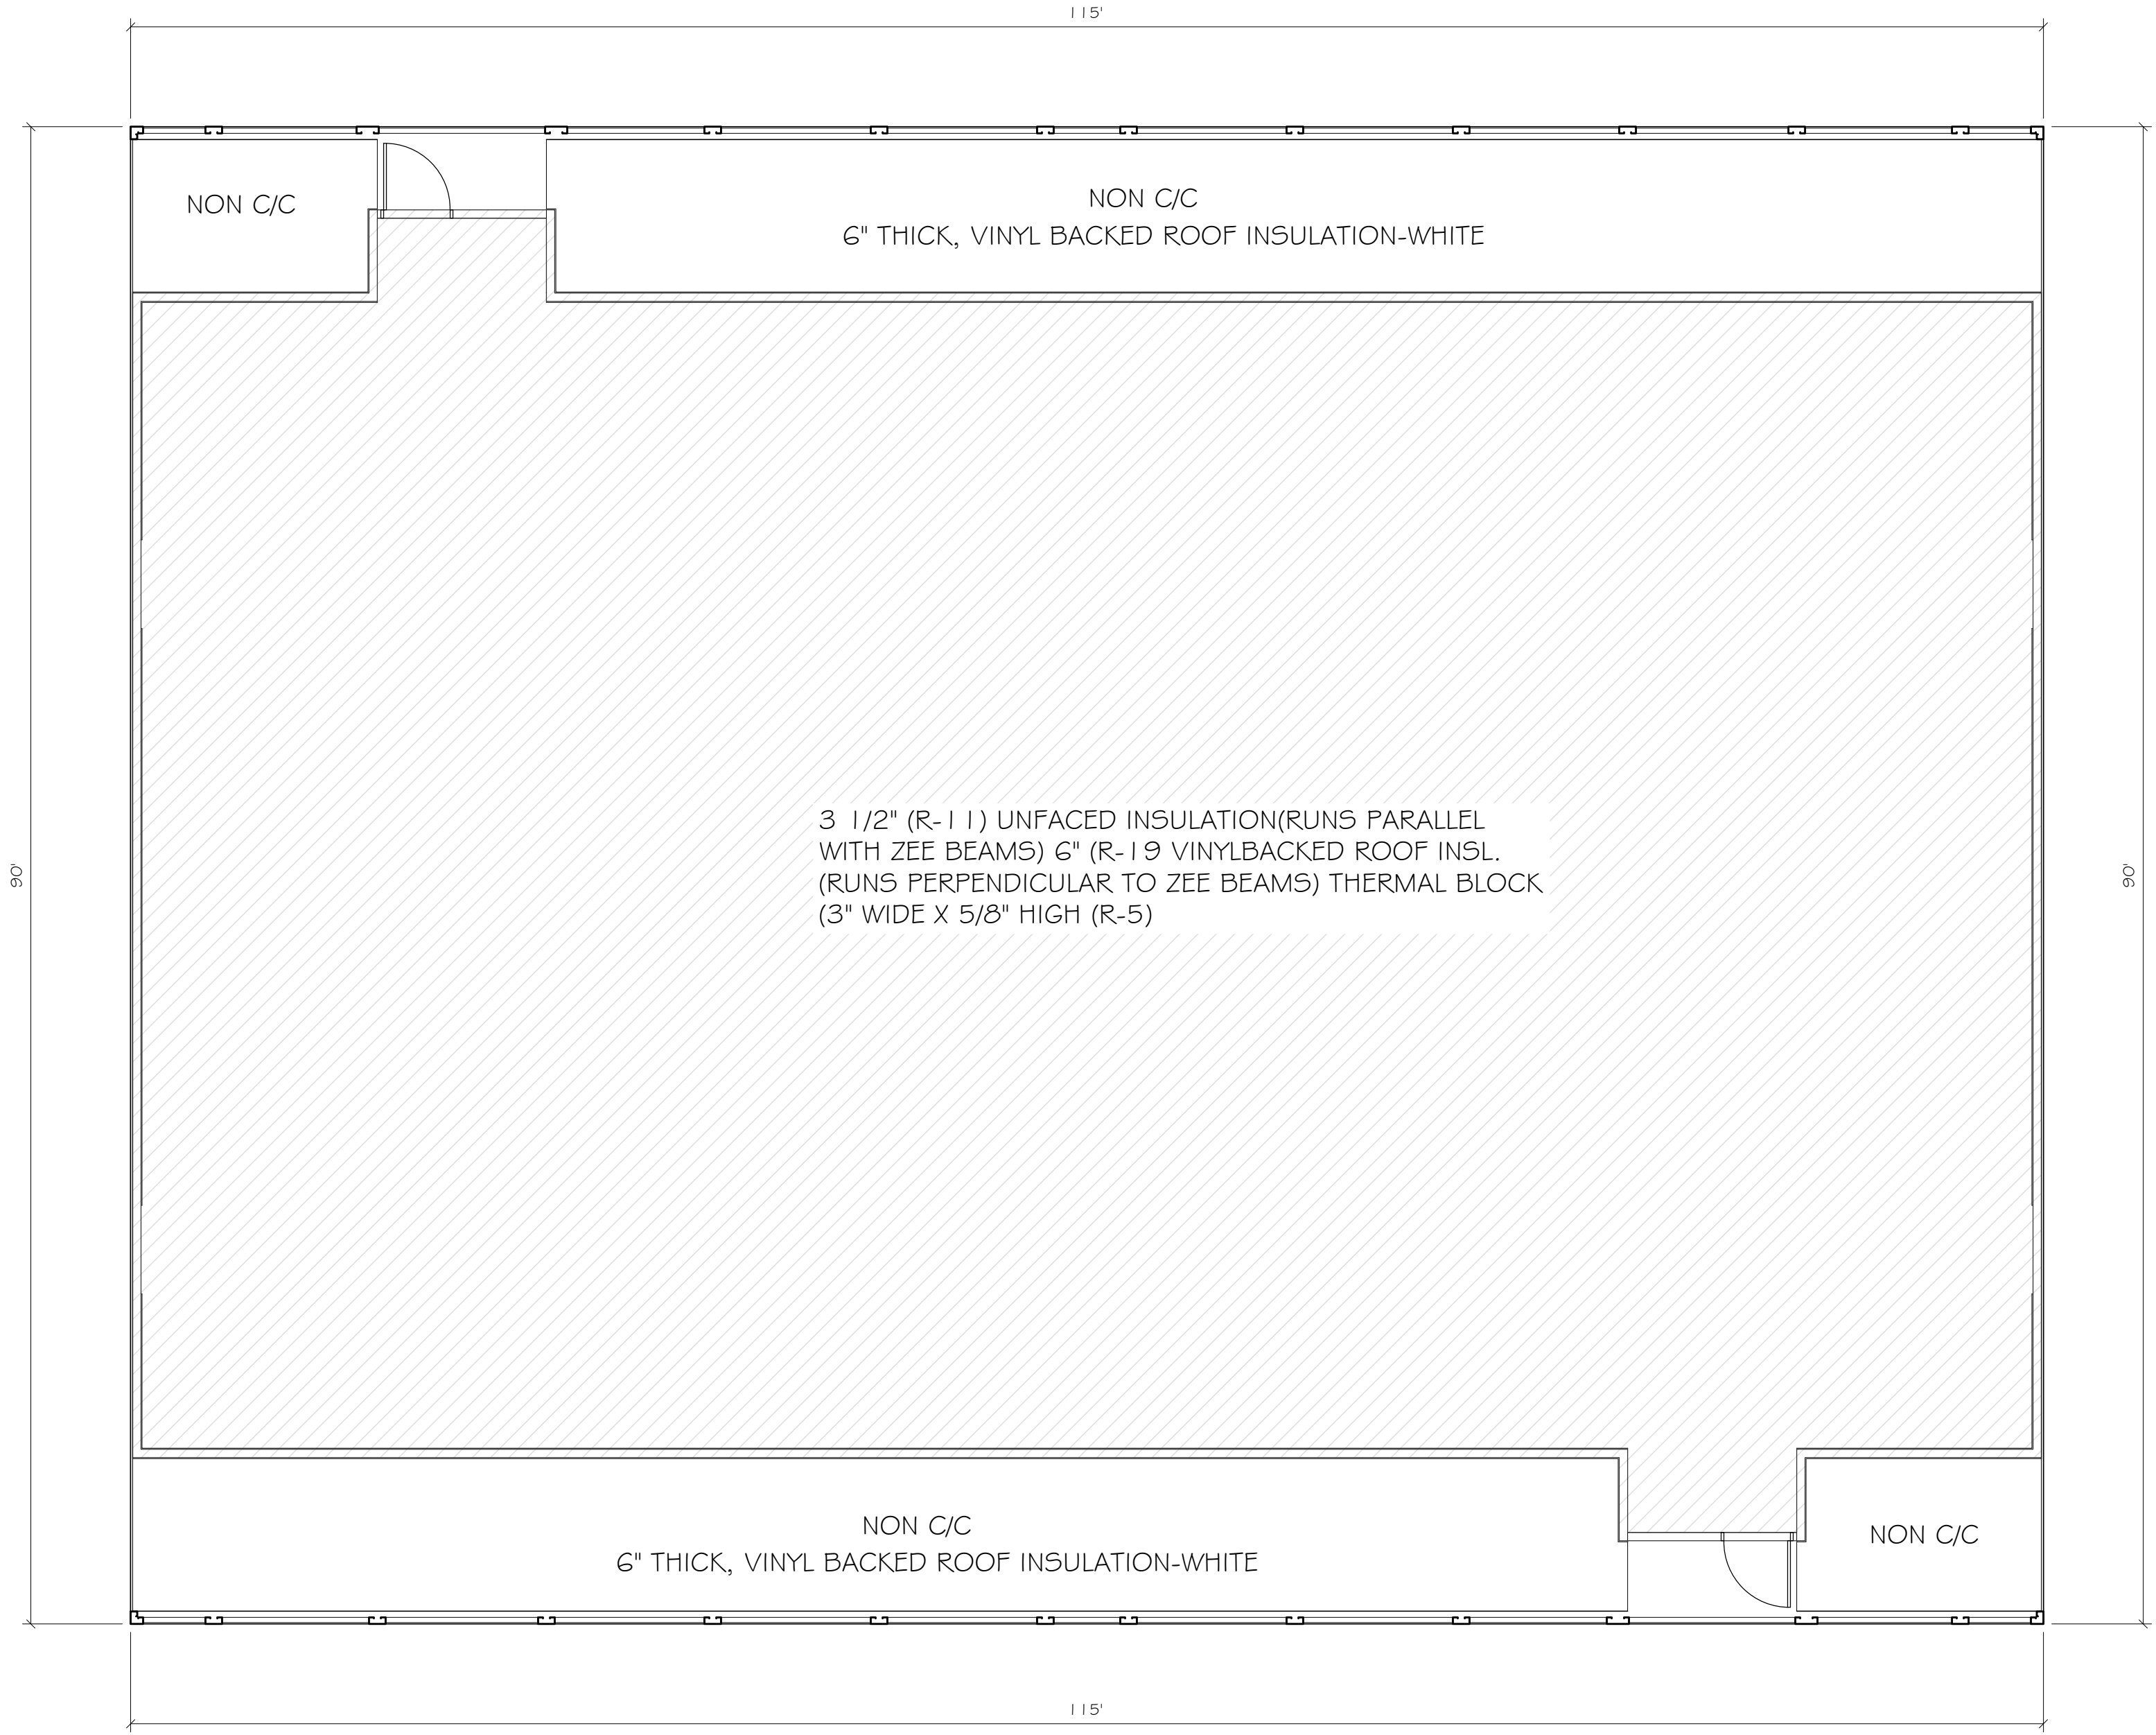 115'
NON C/C
NON C/C
6" THICK, VINYL BACKED ROOF INSULATION-WHITE
3 1/2" (R-11) UNFACED INSULATION(RUNS PARALLEL
WITH ZEE BEAMS) 6" (R-19 VINYLBACKED ROOF INSL.
(RUNS PERPENDICULAR TO ZEE BEAMS) THERMAL BLOCK
(3" WIDE X 5/8" HIGH (R-5)
90'
90'
NON C/C
6" THICK, VINYL BACKED ROOF INSULATION-WHITE
NON C/C
115'